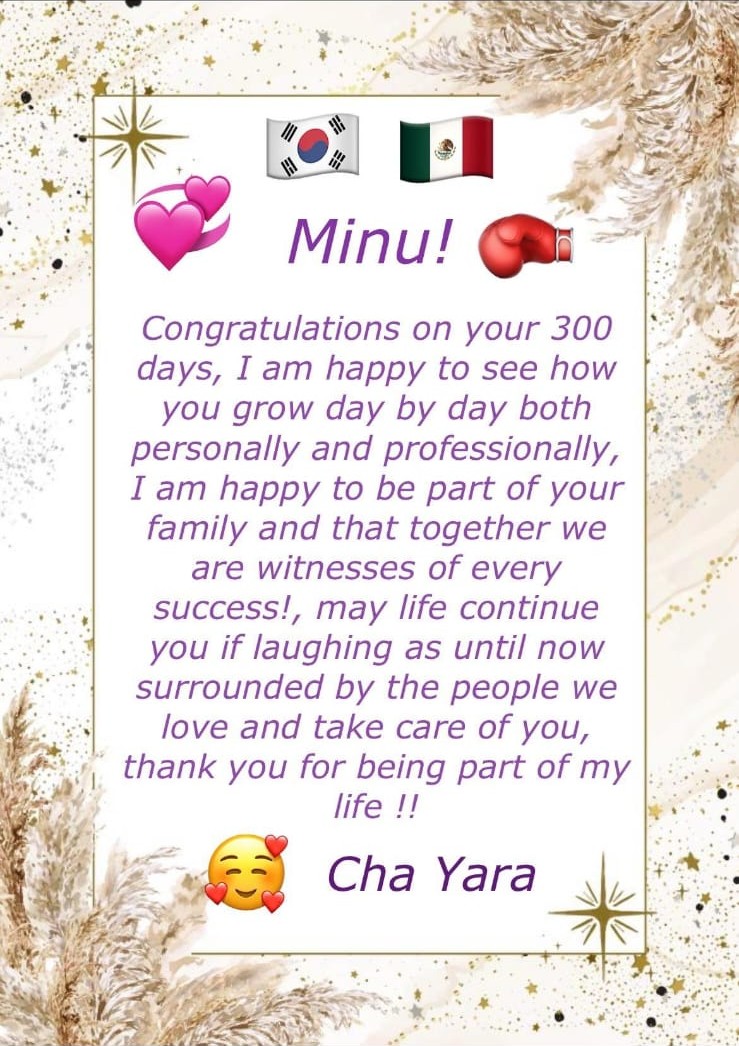 Minu!
Congratulations on your 300
days, I am happy to see how
you grow day by day both
personally and professionally,
I am happy to be part of your
family and that together we
are witnesses of every
success!, may life continue
you if laughing as until now
surrounded by the people we
love and take care of you,
thank you for being part of my
life !!
Cha Yara